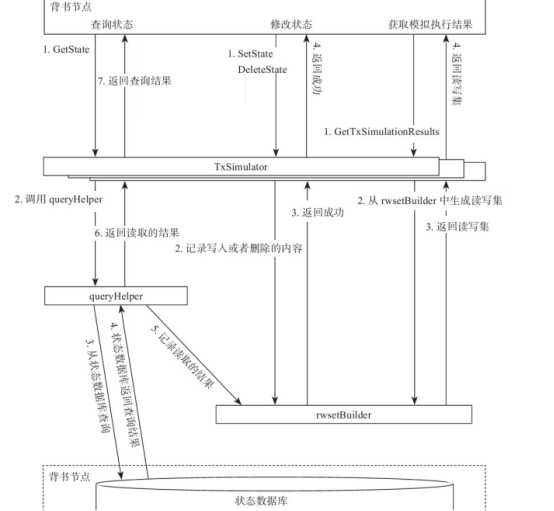 背书节点
查询状态
修改状态
获取模拟执行结果
1. GetState
7. 返回查询结果
1. SetState
DeleteState
4. 返回成功
1. GetTxSimulationResults
4. 返回读写集
TxSimulator
2. 调用 queryHelper
6. 返回读取的结果
2. 记录写入或者删除的内容
3. 返回成功
2. 从 rwsetBuilder 中生成读写集
3. 返回读写集
queryHelper
3. 从状态数据库查询
4. 状态数据库返回查询结果
5. 记录读取的结果
rwsetBuilder
背书节点
状态数据库